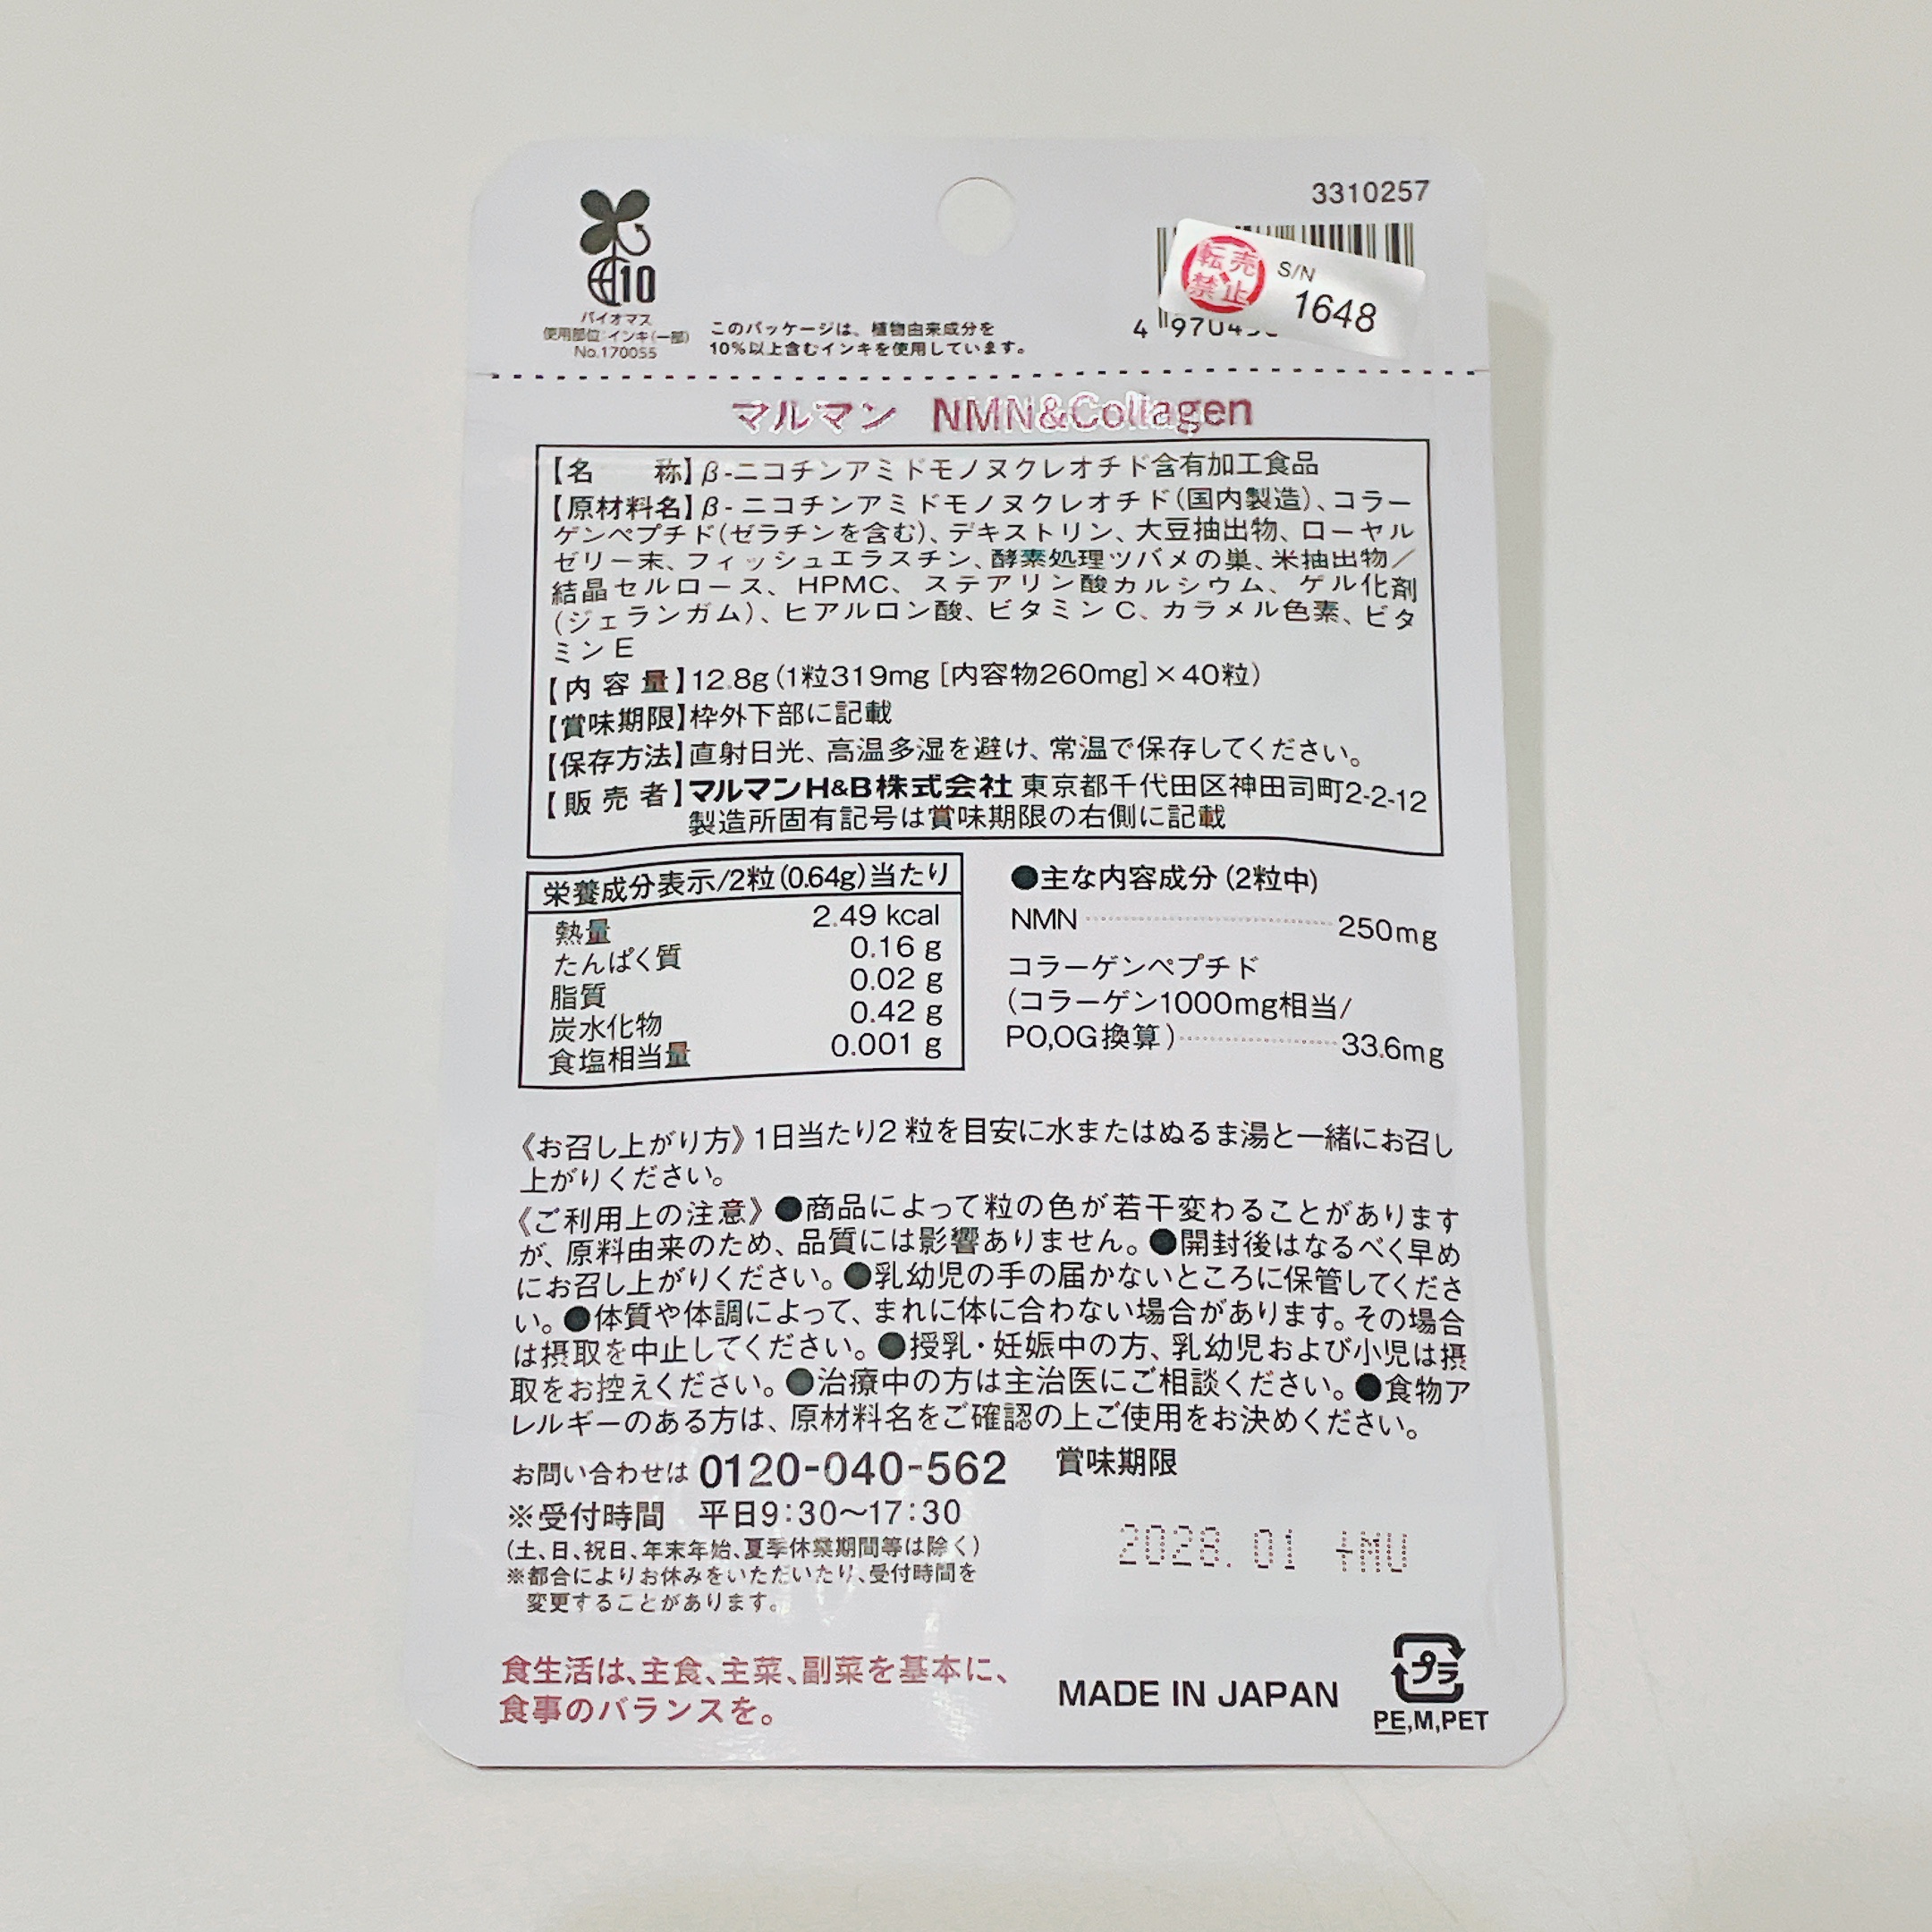 3310257
転売
禁止
S/N
1648
4 970
10
バイオマス
使用部位:インキ(一部)
No.170055
このパッケージは、植物由来成分を
10%以上含むインキを使用しています。
マルマン NMN&Collagen
【名　称】β-ニコチンアミドモノヌクレオチド含有加工食品
【原材料名】β-ニコチンアミドモノヌクレオチド(国内製造)、コラー
ゲンペプチド(ゼラチンを含む)、デキストリン、大豆抽出物、ローヤル
ゼリー末、フィッシュエラスチン、酵素処理ツバメの巣、米抽出物／
結晶セルロース、HPMC、ステアリン酸カルシウム、ゲル化剤
(ジェランガム)、ヒアルロン酸、ビタミンC、カラメル色素、ビタ
ミンE
【内容量】12.8g(1粒319mg[内容物260mg]×40粒)
【賞味期限】枠外下部に記載
【保存方法】直射日光、高温多湿を避け、常温で保存してください。
【販売者】マルマンH&B株式会社 東京都千代田区神田司町2-2-12
製造所固有記号は賞味期限の右側に記載
栄養成分表示/2粒(0.64g)当たり
熱量 2.49 kcal
たんぱく質 0.16 g
脂質 0.02 g
炭水化物 0.42 g
食塩相当量 0.001 g
●主な内容成分(2粒中)
NMN 250mg
コラーゲンペプチド
(コラーゲン1000mg相当/
PO,OG換算) 33.6mg
《お召し上がり方》1日当たり2粒を目安に水またはぬるま湯と一緒にお召し
上がりください。
《ご利用上の注意》●商品によって粒の色が若干変わることがあります
が、原料由来のため、品質には影響ありません。●開封後はなるべく早め
にお召し上がりください。●乳幼児の手の届かないところに保管してくださ
い。●体質や体調によって、まれに体に合わない場合があります。その場合
は摂取を中止してください。●授乳・妊娠中の方、乳幼児および小児は摂
取をお控えください。●治療中の方は主治医にご相談ください。●食物ア
レルギーのある方は、原材料名をご確認の上ご使用をお決めください。
お問い合わせは 0120-040-562
※受付時間 平日9:30～17:30
(土、日、祝日、年末年始、夏季休業期間等は除く)
※都合によりお休みをいただいたり、受付時間を
変更することがあります。
賞味期限
2028.01 +MU
食生活は、主食、主菜、副菜を基本に、
食事のバランスを。
MADE IN JAPAN
プラ
PE,M,PET